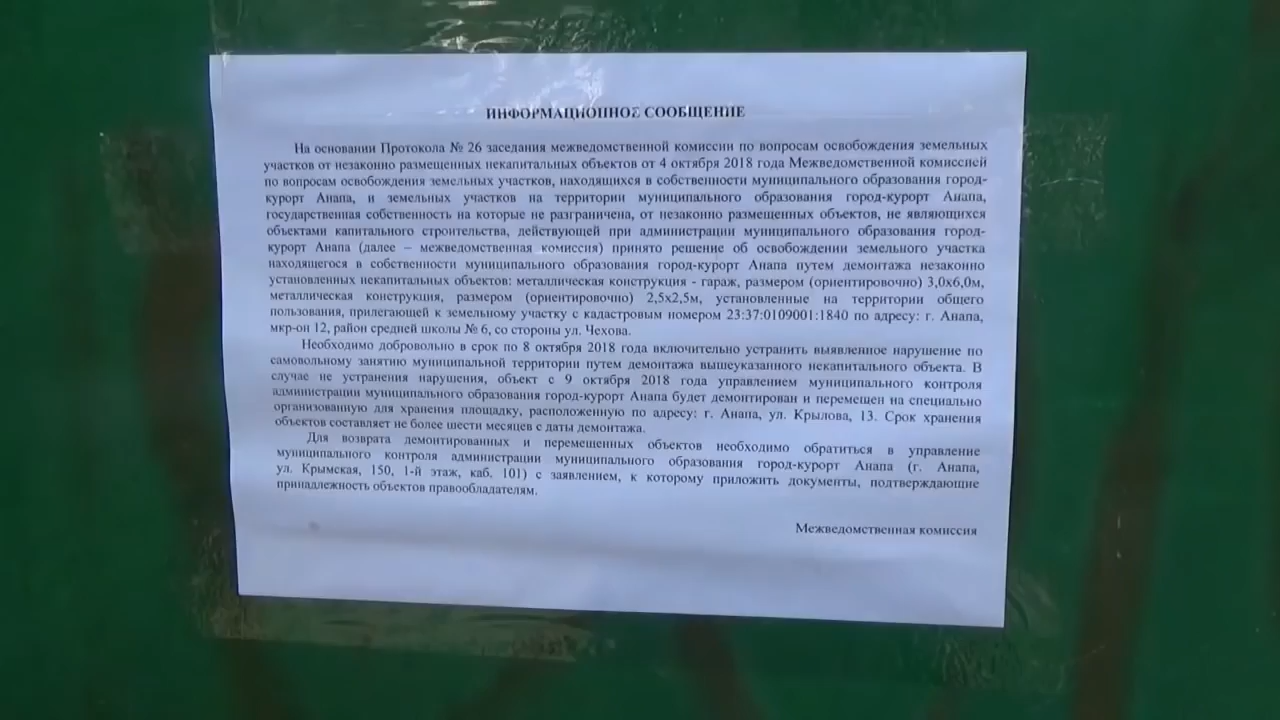 ИНФОРМАЦИОННОЕ СООБЩЕНИЕ
На основании Протокола № 26 заседания межведомственной комиссии по вопросам освобождения земельных
участков от незаконно размещенных некапитальных объектов от 4 октября 2018 года Межведомственной комиссией
по вопросам освобождения земельных участков, находящихся в собственности муниципального образования город-
курорт Анапа, и земельных участков на территории муниципального образования город-курорт Анапа,
государственная собственность на которые не разграничена, от незаконно размещенных объектов, не являющихся
объектами капитального строительства, действующей при администрации муниципального образования город-
курорт Анапа (далее – межведомственная комиссия) принято решение об освобождении земельного участка
находящегося в собственности муниципального образования город-курорт Анапа путем демонтажа незаконно
установленных некапитальных объектов: металлическая конструкция - гараж, размером (ориентировочно) 3,0х6,0м,
металлическая конструкция, размером (ориентировочно) 2,5х2,5м, установленные на территории общего
пользования, прилегающей к земельному участку с кадастровым номером 23:37:0109001:1840 по адресу: г. Анапа,
мкр-он 12, район средней школы № 6, со стороны ул. Чехова.
Необходимо добровольно в срок по 8 октября 2018 года включительно устранить выявленное нарушение по
самовольному занятию муниципальной территории путем демонтажа вышеуказанного некапитального объекта. В
случае не устранения нарушения, объект с 9 октября 2018 года управлением муниципального контроля
администрации муниципального образования город-курорт Анапа будет демонтирован и перемещен на специально
организованную для хранения площадку, расположенную по адресу: г. Анапа, ул. Крылова, 13. Срок хранения
объектов составляет не более шести месяцев с даты демонтажа.
Для возврата демонтированных и перемещенных объектов необходимо обратиться в управление
муниципального контроля администрации муниципального образования город-курорт Анапа (г. Анапа,
ул. Крымская, 150, 1-й этаж, каб. 101) с заявлением, к которому приложить документы, подтверждающие
принадлежность объектов правообладателям.
Межведомственная комиссия